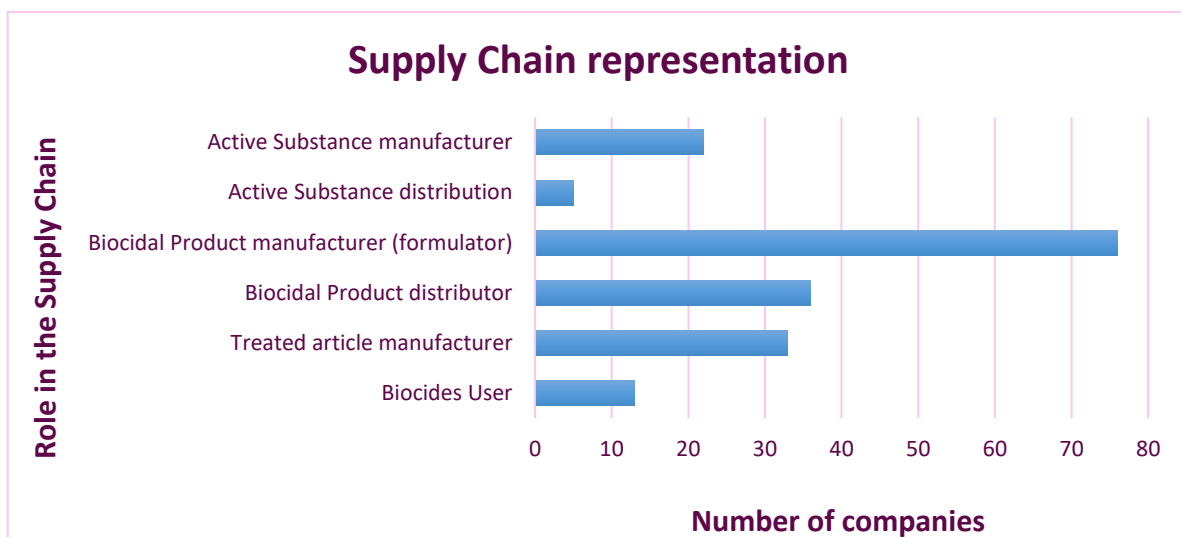 Supply Chain representation
Role in the Supply Chain
Active Substance manufacturer
Active Substance distribution
Biocidal Product manufacturer (formulator)
Biocidal Product distributor
Treated article manufacturer
Biocides User
0 10 20 30 40 50 60 70 80
Number of companies